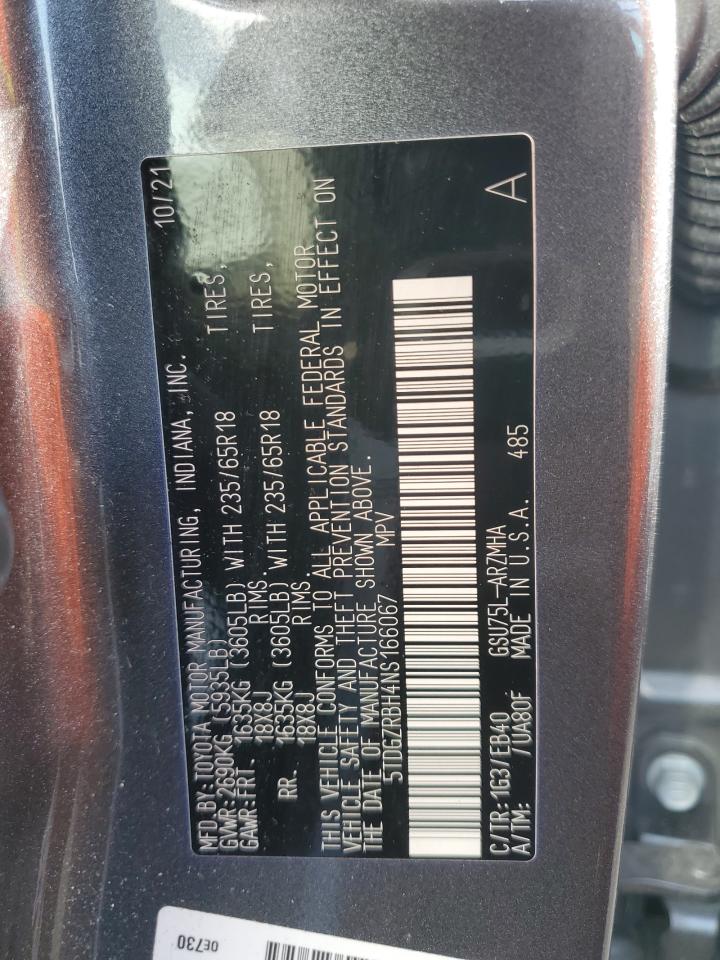 MFD.BY:TOYOTA MOTOR MANUFACTURING, INDIANA, INC. 10/21
GVWR:2690KG (5935LB)
GAWR:FRT. 1635KG (3605LB) WITH 235/65R18 TIRES,
18X8J RIMS.
RR. 1635KG (3605LB) WITH 235/65R18 TIRES,
18X8J RIMS.
THIS VEHICLE CONFORMS TO ALL APPLICABLE FEDERAL MOTOR
VEHICLE SAFETY AND THEFT PREVENTION STANDARDS IN EFFECT ON
THE DATE OF MANUFACTURE SHOWN ABOVE.
5TDGZRBH4NS166067 MPV
C/TR:1G3/EB40 GSU75L-ARZMHA
A/TM: /UA80F MADE IN U.S.A. 485 A
0E730